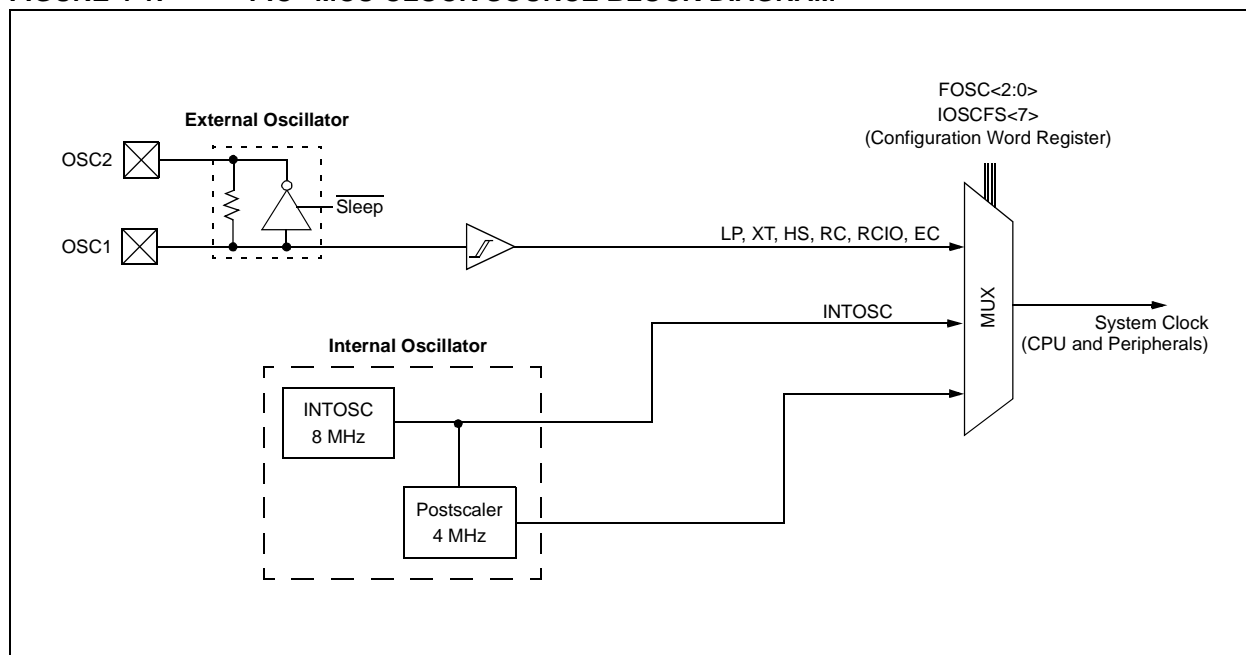 FOSC<2:0>
IOSCFS<7>
(Configuration Word Register)
External Oscillator
OSC2
Sleep
OSC1
LP, XT, HS, RC, RCIO, EC
MUX
INTOSC
System Clock
(CPU and Peripherals)
Internal Oscillator
INTOSC
8 MHz
Postscaler
4 MHz